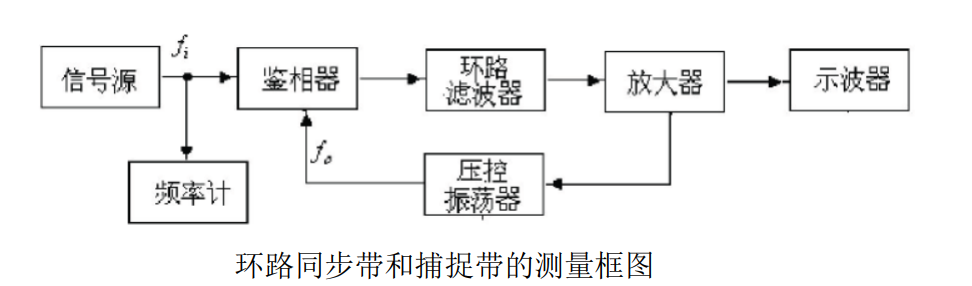 信号源
fi
鉴相器
环路
滤波器
放大器
示波器
频率计
fo
压控
振荡器
环路同步带和捕捉带的测量框图